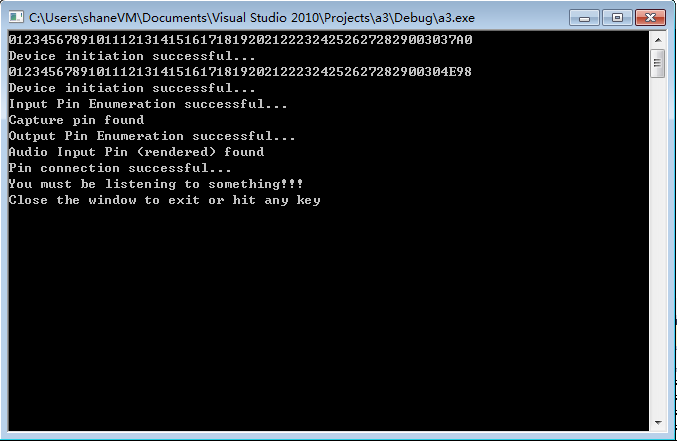 C:\Users\shaneVM\Documents\Visual Studio 2010\Projects\a3\Debug\a3.exe
01234567891011121314151617181920212223242526272829003037A0
Device initiation successful...
0123456789101112131415161718192021222324252627282900304E98
Device initiation successful...
Input Pin Enumeration successful...
Capture pin found
Output Pin Enumeration successful...
Audio Input Pin (rendered) found
Pin connection successful...
You must be listening to something!!!
Close the window to exit or hit any key